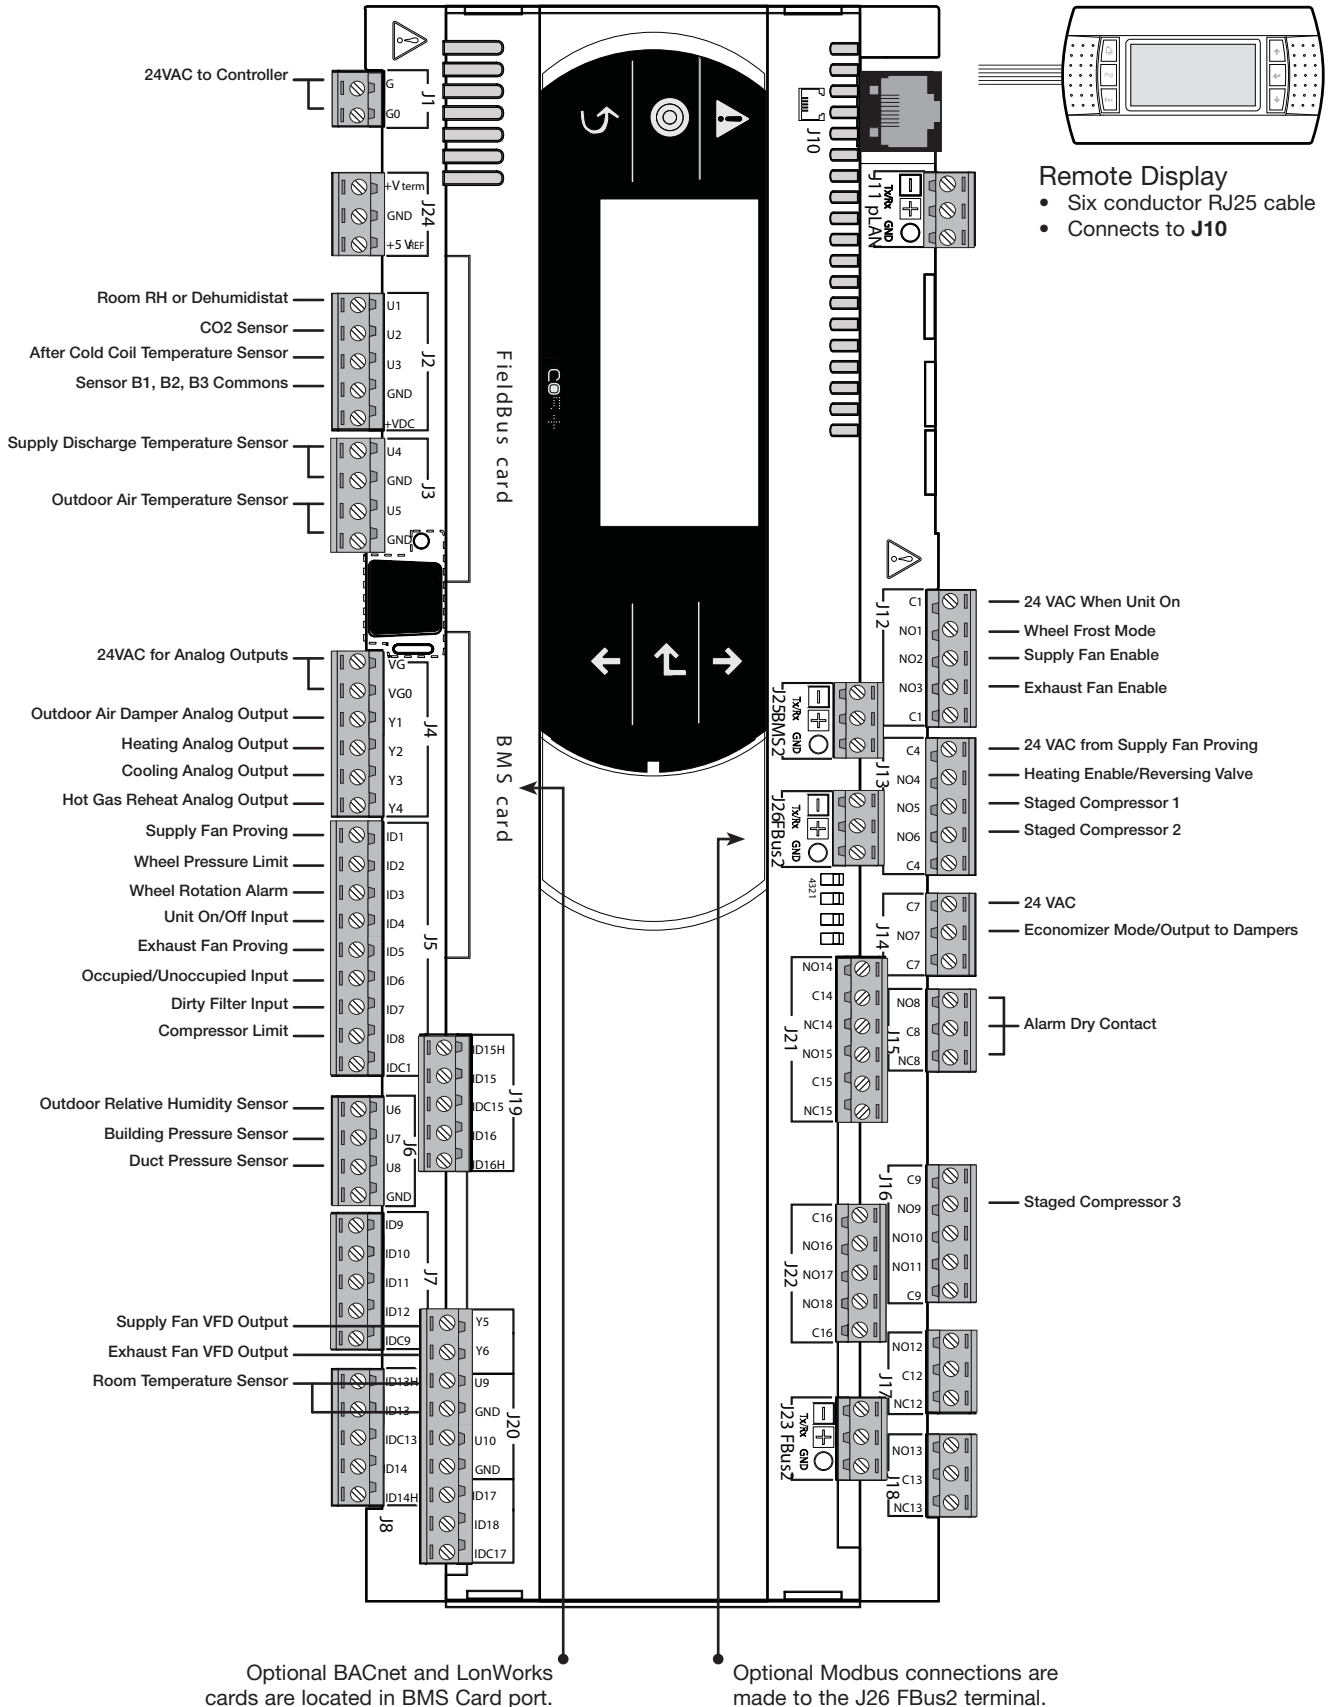 24VAC to Controller
G
G0
J1
+V term
GND
+5 VREF
J24
Room RH or Dehumidistat
CO2 Sensor
After Cold Coil Temperature Sensor
Sensor B1, B2, B3 Commons
U1
U2
U3
GND
+VDC
J2
Supply Discharge Temperature Sensor
Outdoor Air Temperature Sensor
U4
GND
U5
GND
J3
FieldBus card
24VAC for Analog Outputs
Outdoor Air Damper Analog Output
Heating Analog Output
Cooling Analog Output
Hot Gas Reheat Analog Output
VG
VG0
Y1
Y2
Y3
Y4
J4
BMS card
Supply Fan Proving
Wheel Pressure Limit
Wheel Rotation Alarm
Unit On/Off Input
Exhaust Fan Proving
Occupied/Unoccupied Input
Dirty Filter Input
Compressor Limit
ID1
ID2
ID3
ID4
ID5
ID6
ID7
ID8
IDC1
J5
ID15H
ID15
IDC15
ID16
ID16H
J19
Outdoor Relative Humidity Sensor
Building Pressure Sensor
Duct Pressure Sensor
U6
U7
U8
GND
J6
ID9
ID10
ID11
ID12
IDC9
J7
Supply Fan VFD Output
Exhaust Fan VFD Output
Room Temperature Sensor
ID13H
ID13
IDC13
ID14
ID14H
J8
Y5
Y6
U9
GND
U10
GND
ID17
ID18
IDC17
J20
J10
Prg
Esc
Remote Display
• Six conductor RJ25 cable
• Connects to J10
J11 pLAN
Tx/Rx
GND
J12
C1
NO1
NO2
NO3
C1
24 VAC When Unit On
Wheel Frost Mode
Supply Fan Enable
Exhaust Fan Enable
J25BMS2
Tx/Rx
GND
J13
C4
NO4
NO5
NO6
C4
24 VAC from Supply Fan Proving
Heating Enable/Reversing Valve
Staged Compressor 1
Staged Compressor 2
J26FBus2
Tx/Rx
GND
4321
J14
C7
NO7
C7
24 VAC
Economizer Mode/Output to Dampers
NO14
C14
NC14
NO15
C15
NC15
J21
J15
NO8
C8
NC8
Alarm Dry Contact
J16
C9
NO9
NO10
NO11
C9
Staged Compressor 3
C16
NO16
NO17
NO18
C16
J22
NO12
C12
NC12
J17
J23 FBus2
Tx/Rx
GND
NO13
C13
NC13
J18
Optional BACnet and LonWorks
cards are located in BMS Card port.
Optional Modbus connections are
made to the J26 FBus2 terminal.